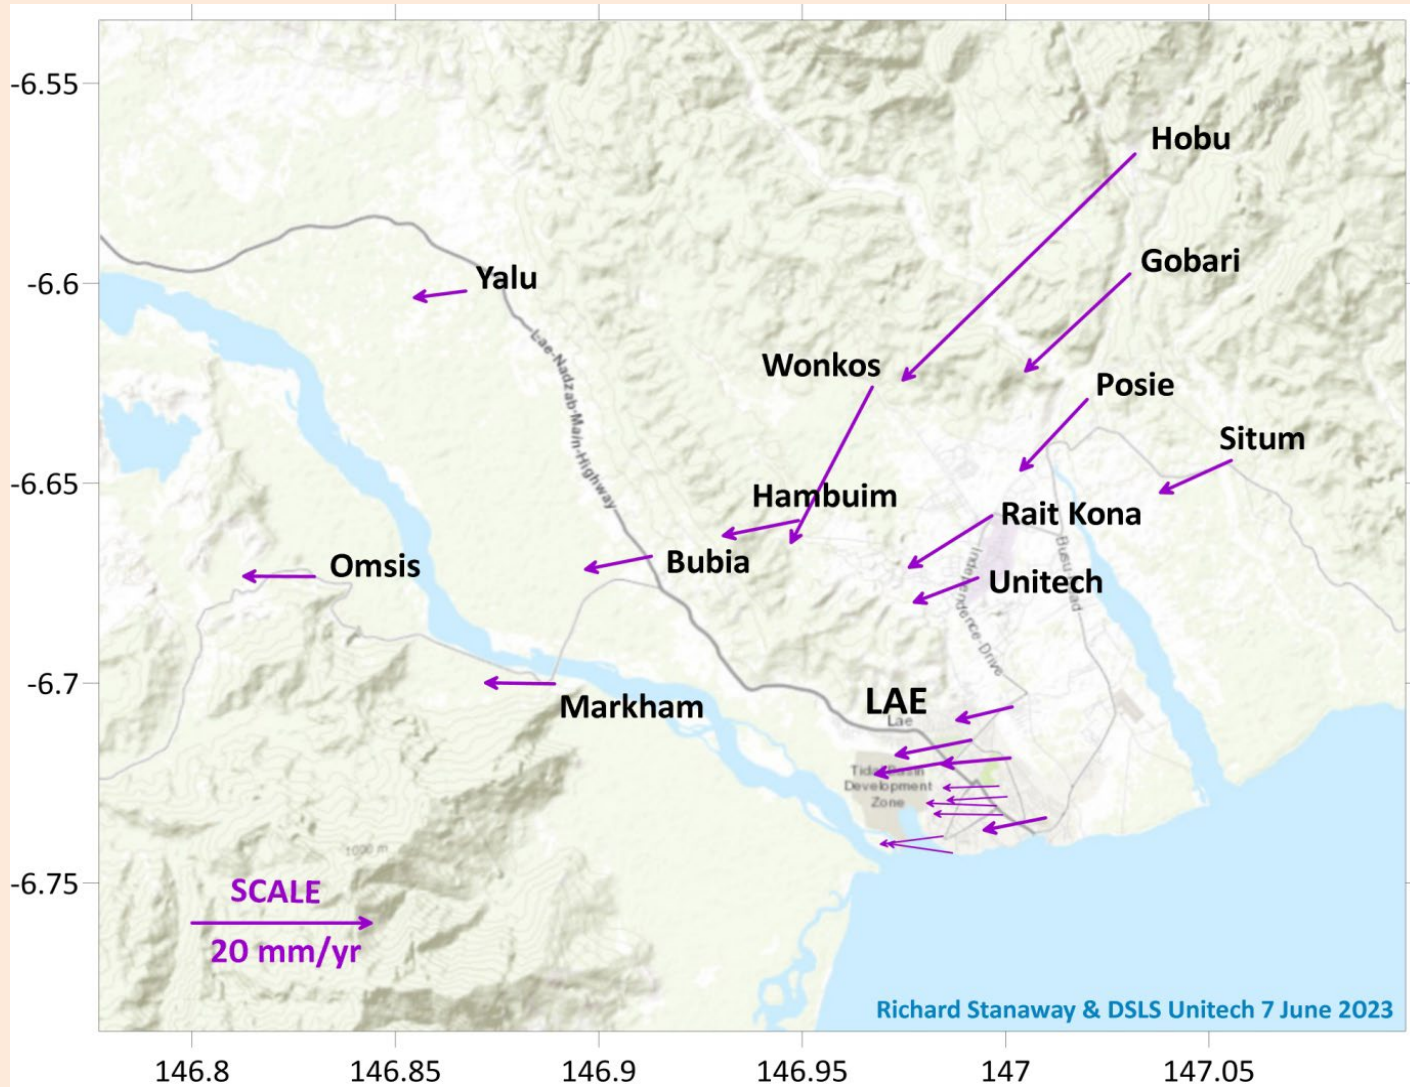 -6.55
-6.6
-6.65
-6.7
-6.75
Hobu
1000 m
Gobari
Yalu
Wonkos
Posie
Situm
Lae-Nadzab-Main-Highway
Hambuim
Rait Kona
Bubia
Omsis
Unitech
Independence-Drive
Busu Road
Markham
LAE
Lae
Tidal Basin
Development
Zone
1000 m
SCALE
20 mm/yr
Richard Stanaway & DSLS Unitech 7 June 2023
146.8
146.85
146.9
146.95
147
147.05